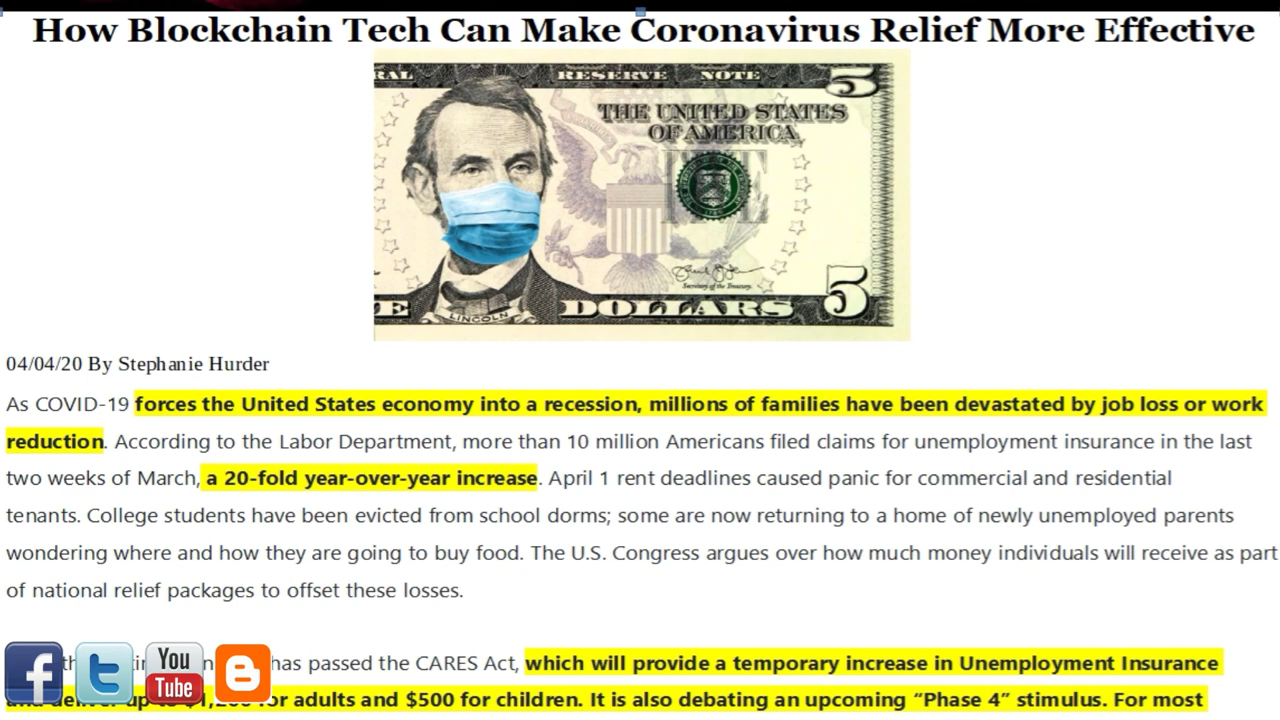 How Blockchain Tech Can Make Coronavirus Relief More Effective
RAL RESERVE NOTE 5
THE UNITED STATES
OF AMERICA
Secretary of the Treasury.
LINCOLN
E DOLLARS 5
04/04/20 By Stephanie Hurder
As COVID-19 forces the United States economy into a recession, millions of families have been devastated by job loss or work
reduction. According to the Labor Department, more than 10 million Americans filed claims for unemployment insurance in the last
two weeks of March, a 20-fold year-over-year increase. April 1 rent deadlines caused panic for commercial and residential
tenants. College students have been evicted from school dorms; some are now returning to a home of newly unemployed parents
wondering where and how they are going to buy food. The U.S. Congress argues over how much money individuals will receive as part
of national relief packages to offset these losses.
has passed the CARES Act, which will provide a temporary increase in Unemployment Insurance
for adults and $500 for children. It is also debating an upcoming “Phase 4” stimulus. For most
You
Tube